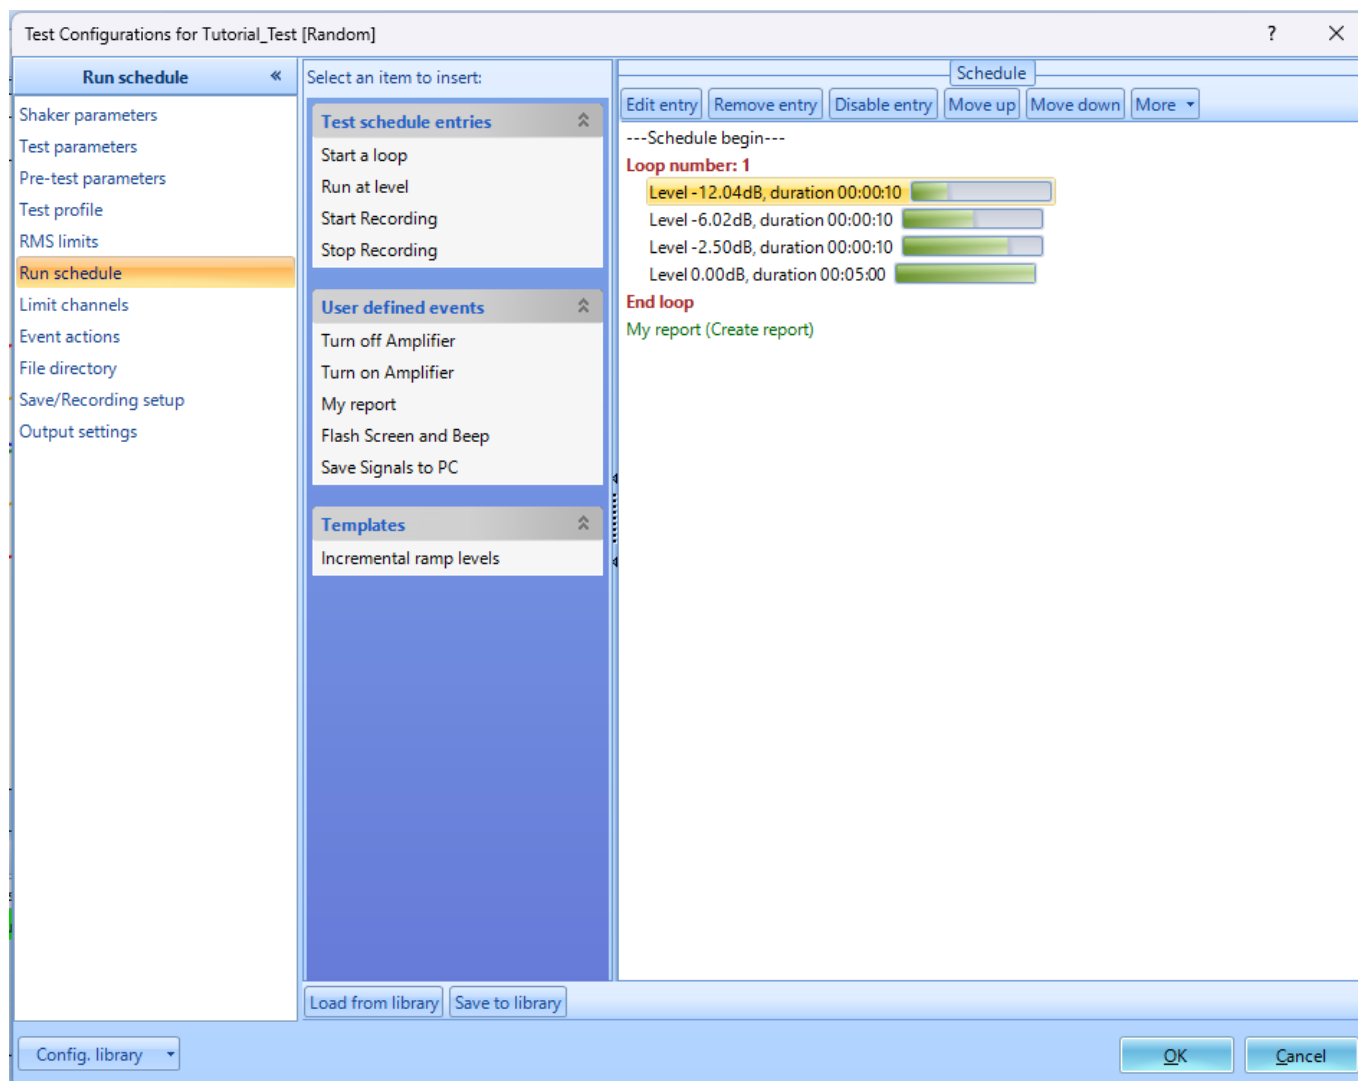 Test Configurations for Tutorial_Test [Random]
?
Run schedule
«
Shaker parameters
Test parameters
Pre-test parameters
Test profile
RMS limits
Run schedule
Limit channels
Event actions
File directory
Save/Recording setup
Output settings
Select an item to insert:
Test schedule entries
Start a loop
Run at level
Start Recording
Stop Recording
User defined events
Turn off Amplifier
Turn on Amplifier
My report
Flash Screen and Beep
Save Signals to PC
Templates
Incremental ramp levels
Schedule
Edit entry Remove entry Disable entry Move up Move down More
---Schedule begin---
Loop number: 1
Level -12.04dB, duration 00:00:10
Level -6.02dB, duration 00:00:10
Level -2.50dB, duration 00:00:10
Level 0.00dB, duration 00:05:00
End loop
My report (Create report)
Load from library Save to library
Config. library
OK Cancel